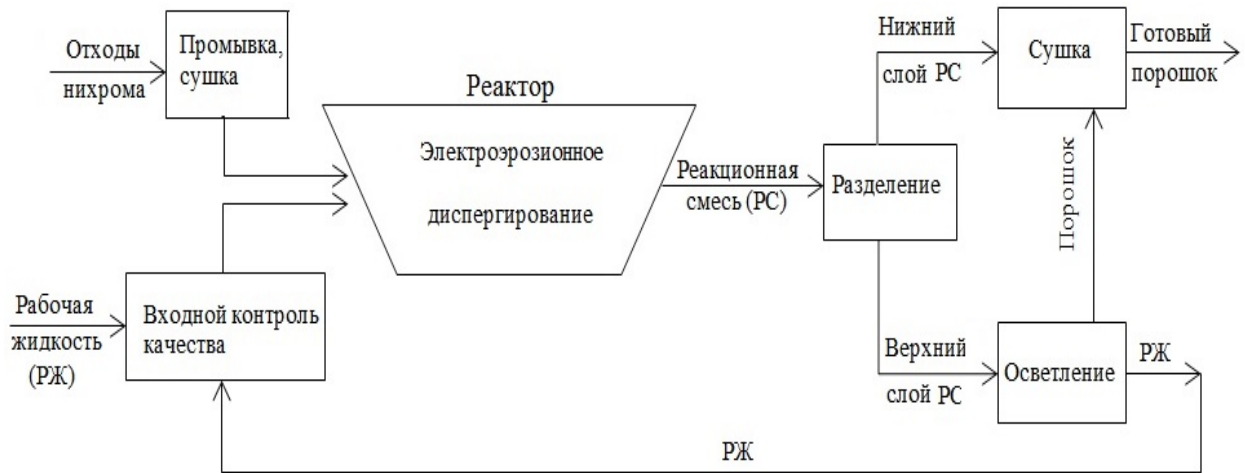 Отходы
нихрома
Промывка,
сушка
Реактор
Электроэрозионное
диспергирование
Рабочая
жидкость
(РЖ)
Входной контроль
качества
Реакционная
смесь (РС)
Разделение
Нижний
слой РС
Сушка
Готовый
порошок
Порошок
Верхний
слой РС
Осветление
РЖ
РЖ